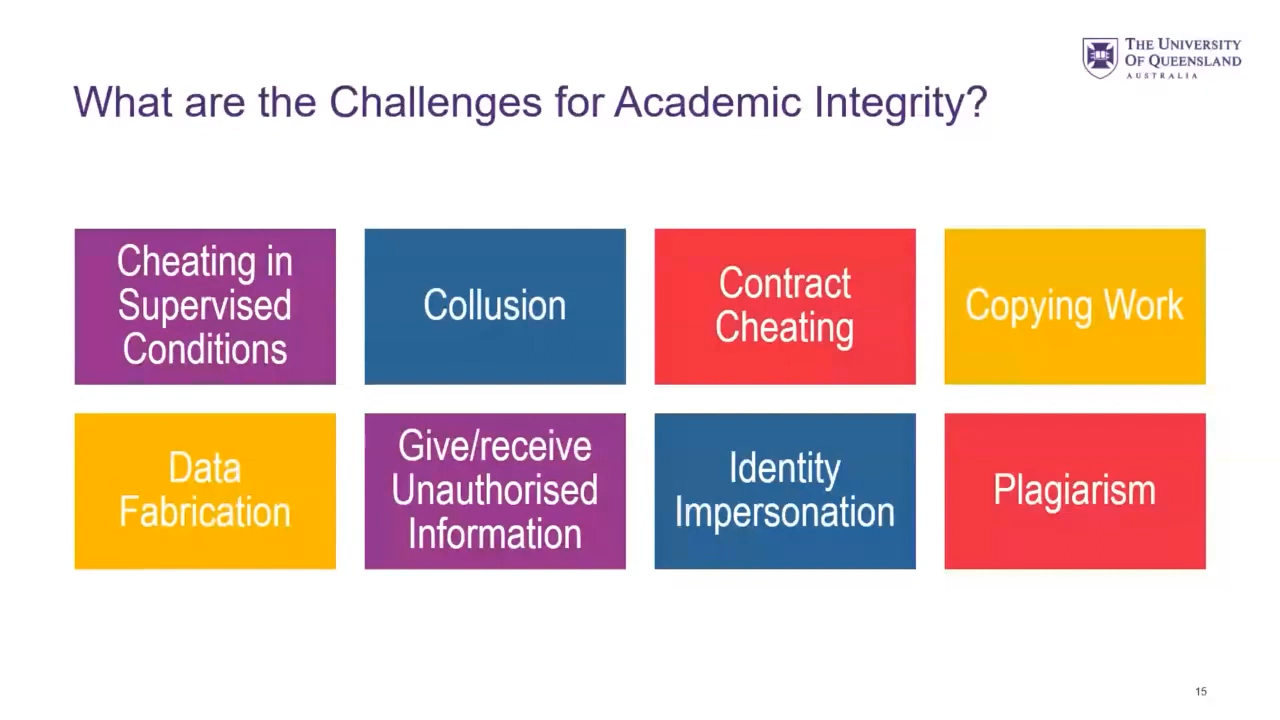 THE UNIVERSITY
OF QUEENSLAND
AUSTRALIA
What are the Challenges for Academic Integrity?
Cheating in
Supervised
Conditions
Collusion
Contract
Cheating
Copying Work
Data
Fabrication
Give/receive
Unauthorised
Information
Identity
Impersonation
Plagiarism
15